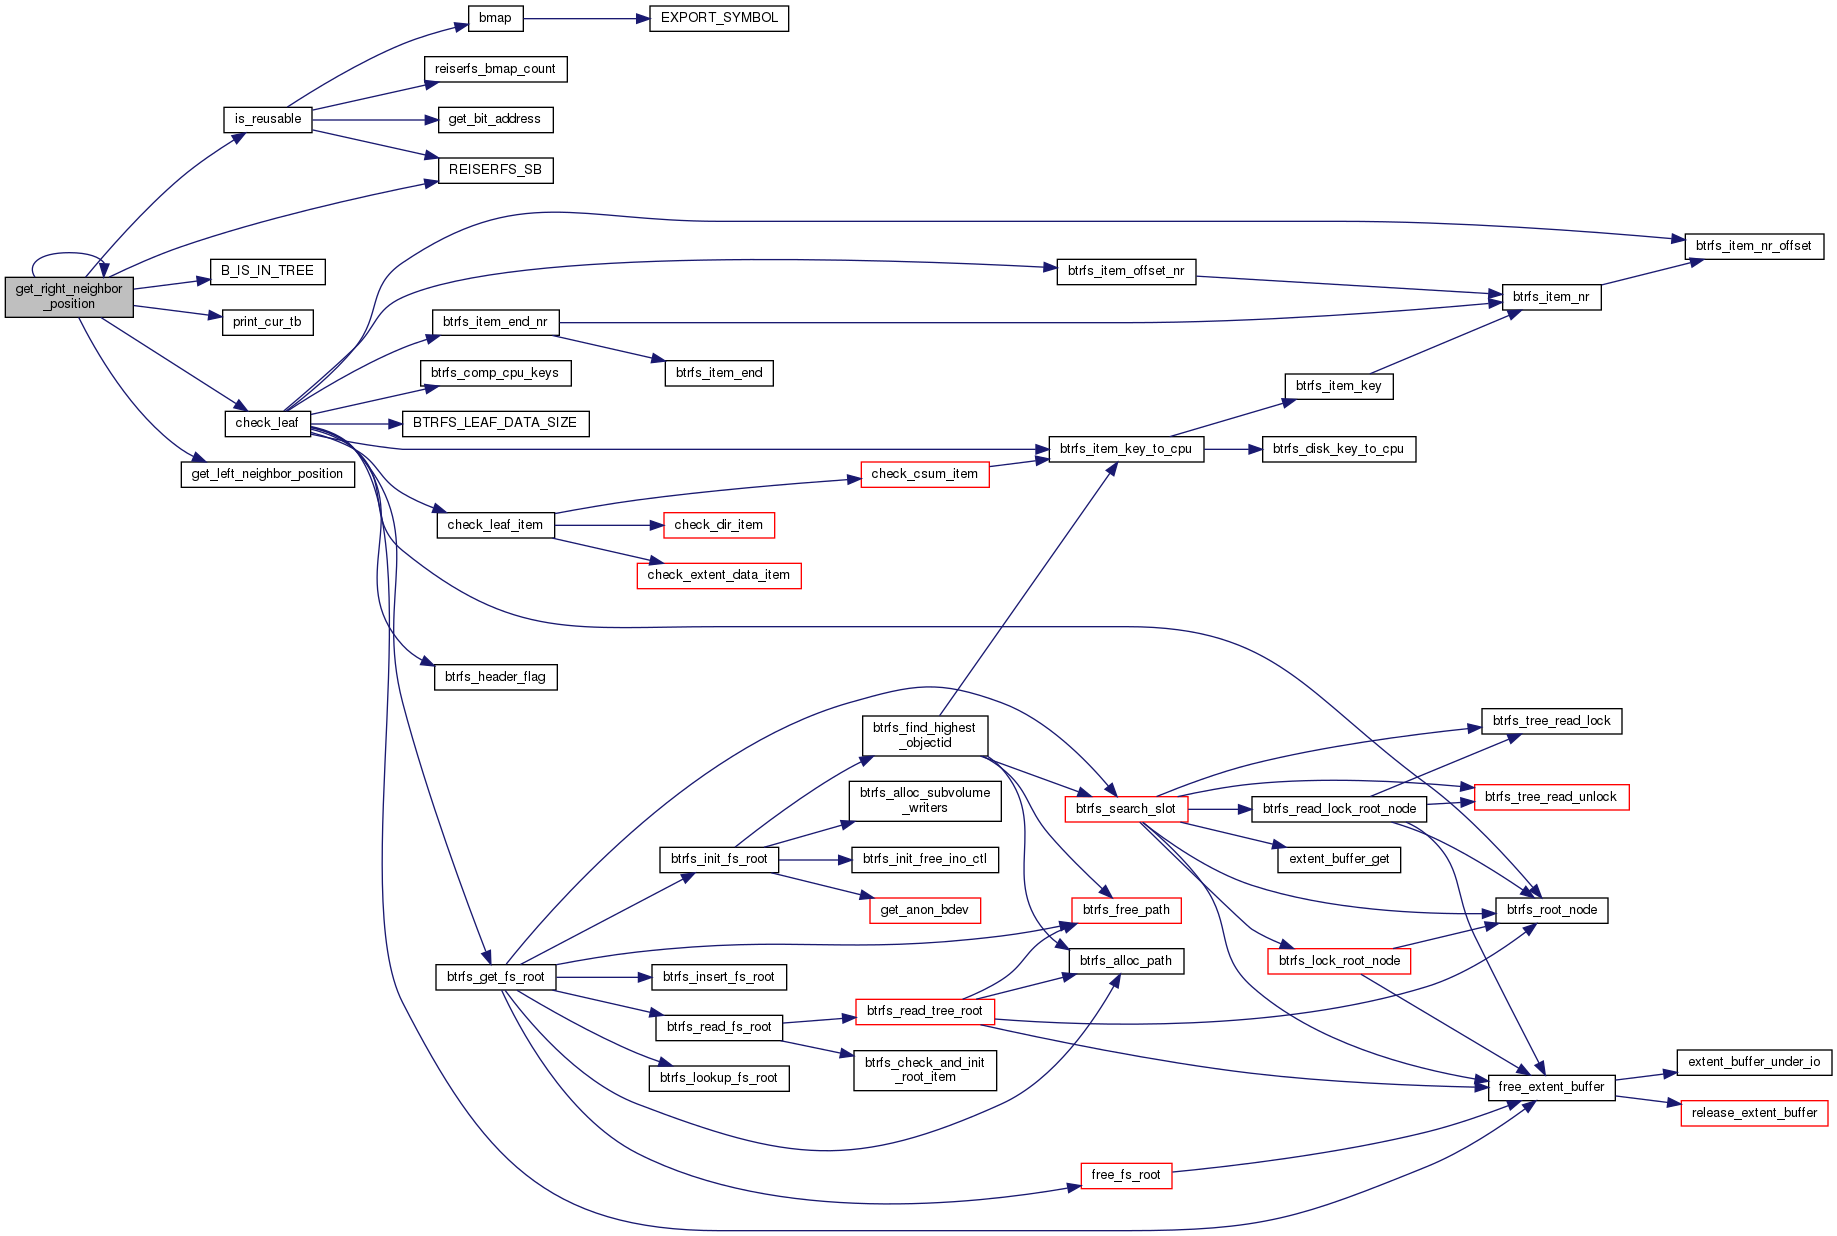 bmap
EXPORT_SYMBOL
reiserfs_bmap_count
is_reusable
get_bit_address
REISERFS_SB
btrfs_item_nr_offset
B_IS_IN_TREE
btrfs_item_offset_nr
get_right_neighbor
_position
btrfs_item_nr
print_cur_tb
btrfs_item_end_nr
btrfs_comp_cpu_keys
btrfs_item_end
btrfs_item_key
check_leaf
BTRFS_LEAF_DATA_SIZE
btrfs_item_key_to_cpu
btrfs_disk_key_to_cpu
get_left_neighbor_position
check_csum_item
check_leaf_item
check_dir_item
check_extent_data_item
btrfs_header_flag
btrfs_find_highest
_objectid
btrfs_tree_read_lock
btrfs_alloc_subvolume
_writers
btrfs_search_slot
btrfs_read_lock_root_node
btrfs_tree_read_unlock
btrfs_init_fs_root
btrfs_init_free_ino_ctl
extent_buffer_get
get_anon_bdev
btrfs_free_path
btrfs_root_node
btrfs_get_fs_root
btrfs_insert_fs_root
btrfs_alloc_path
btrfs_lock_root_node
btrfs_read_fs_root
btrfs_read_tree_root
btrfs_lookup_fs_root
btrfs_check_and_init
_root_item
free_extent_buffer
extent_buffer_under_io
release_extent_buffer
free_fs_root